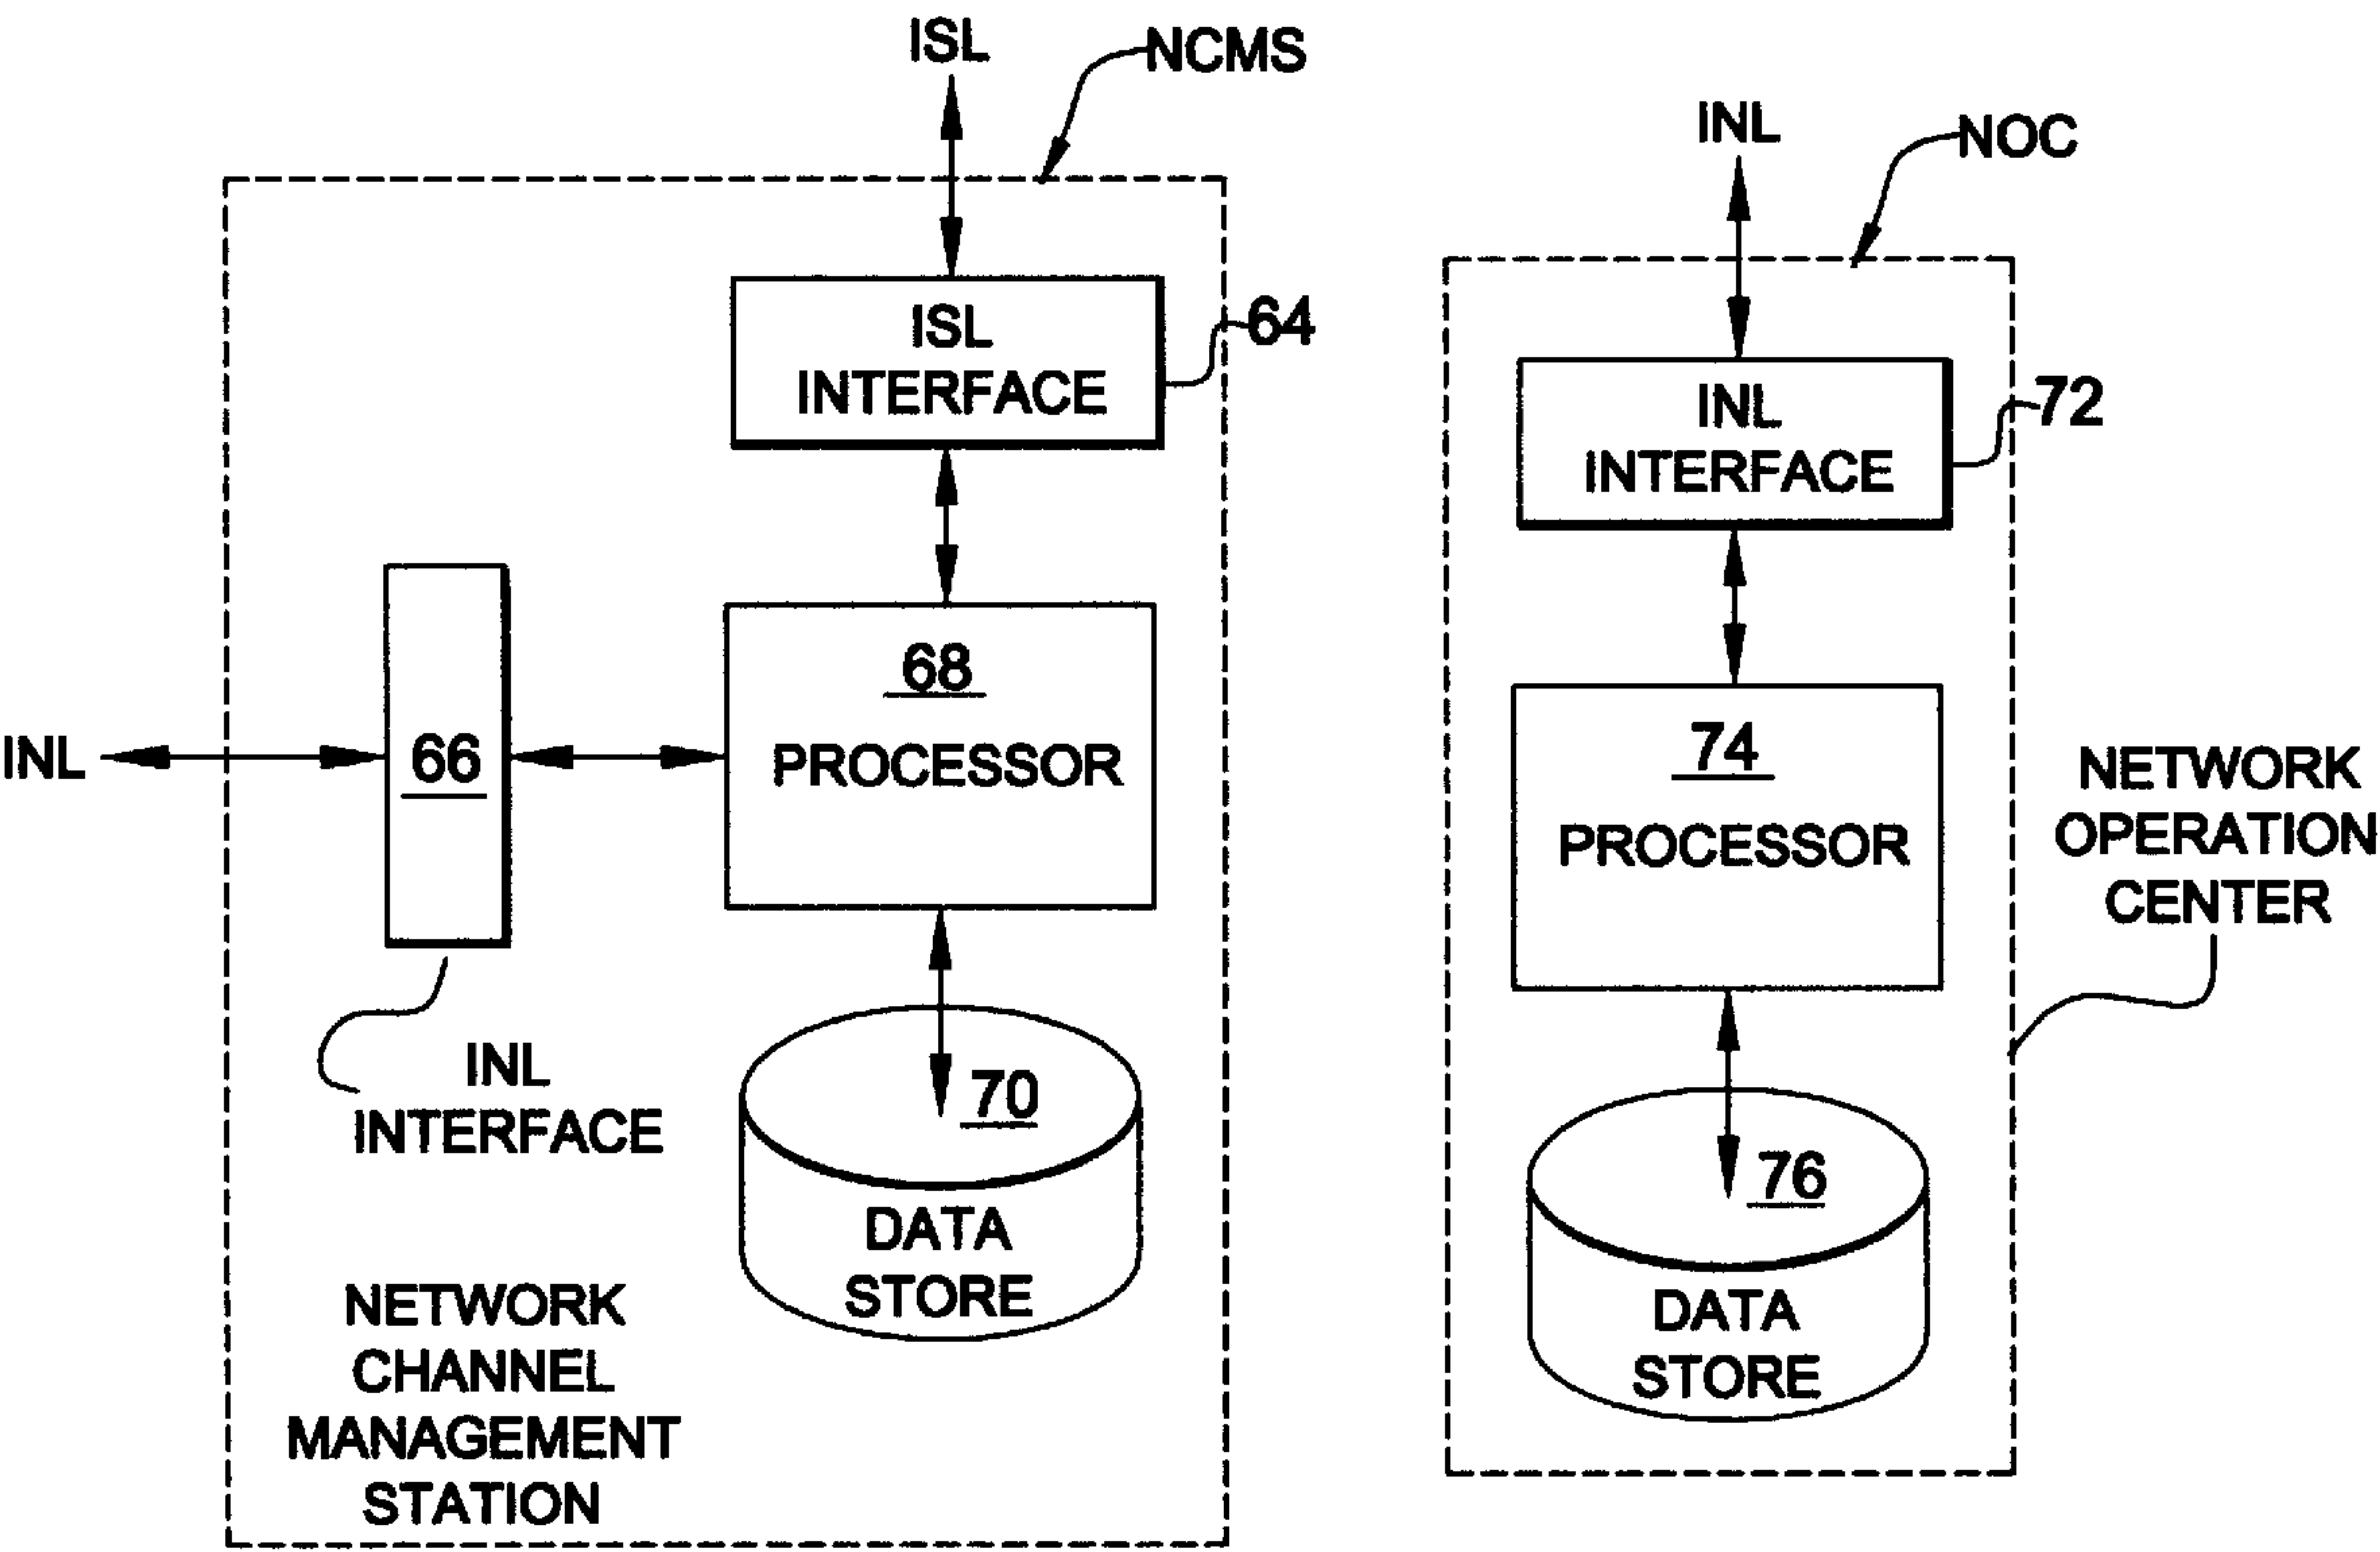 ISL
NCMS
ISL
INTERFACE
64
68
PROCESSOR
INL
66
INL
INTERFACE
70
DATA
STORE
NETWORK
CHANNEL
MANAGEMENT
STATION
INL
NOC
INL
INTERFACE
72
74
PROCESSOR
NETWORK
OPERATION
CENTER
76
DATA
STORE